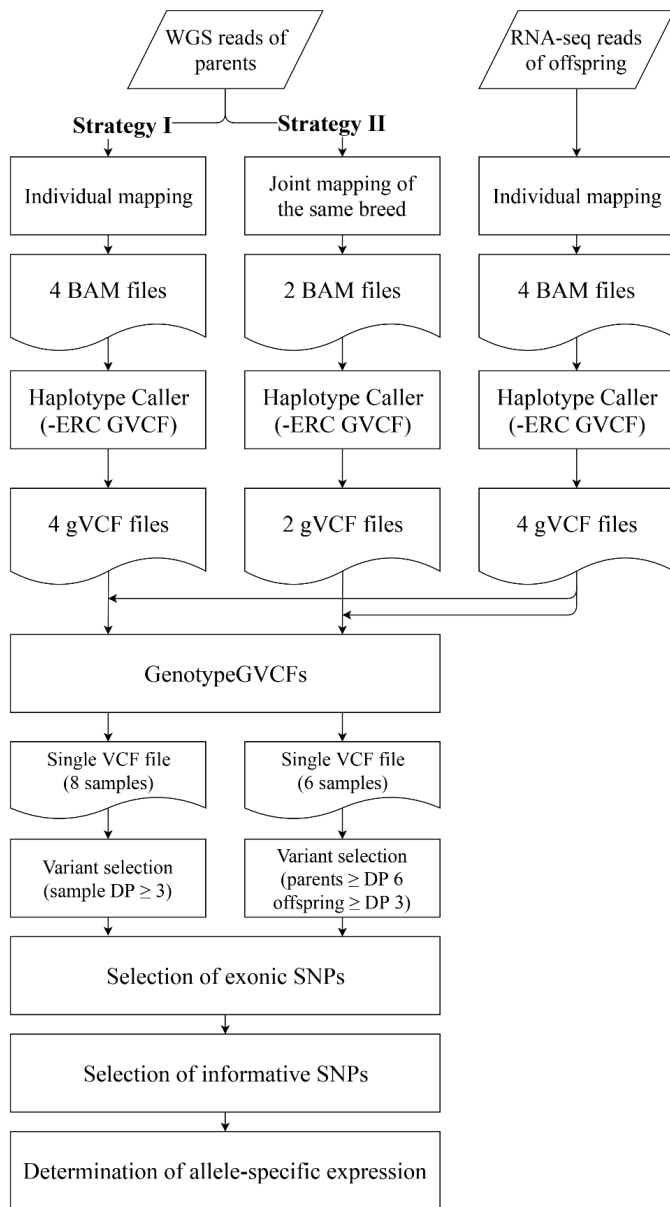 WGS reads of
parents
RNA-seq reads
of offspring
Strategy I
Strategy II
Individual mapping
Joint mapping of
the same breed
Individual mapping
4 BAM files
2 BAM files
4 BAM files
Haplotype Caller
(-ERC GVCF)
Haplotype Caller
(-ERC GVCF)
Haplotype Caller
(-ERC GVCF)
4 gVCF files
2 gVCF files
4 gVCF files
GenotypeGVCFs
Single VCF file
(8 samples)
Single VCF file
(6 samples)
Variant selection
(sample DP ≥ 3)
Variant selection
(parents ≥ DP 6
offspring ≥ DP 3)
Selection of exonic SNPs
Selection of informative SNPs
Determination of allele-specific expression